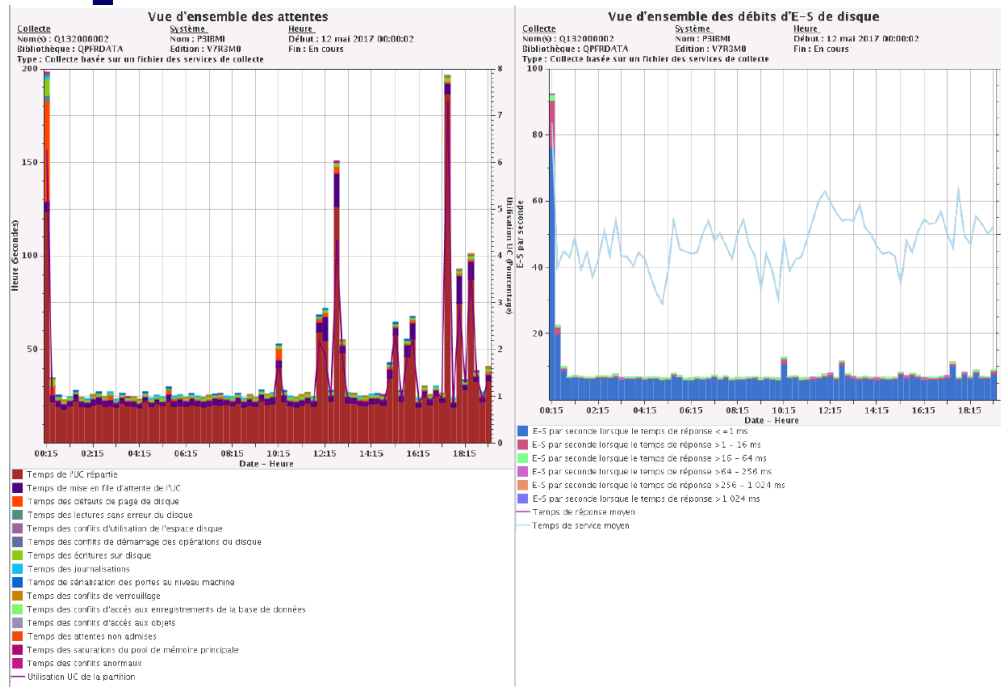 Vue d'ensemble des attentes
Collecte Système Heure
Nom(s) : Q132000002 Nom : P3IBMI Début : 12 mai 2017 00:00:02
Bibliothèque : QPFRDATA Edition : V7R3M0 Fin : En cours
Type : Collecte basée sur un fichier des services de collecte
200
150
100
50
Heure (Secondes)
8
7
6
5
4
3
2
1
0
Utilisation UC (Pourcentage)
00:15 02:15 04:15 06:15 08:15 10:15 12:15 14:15 16:15 18:15
Date – Heure
Temps de l'UC répartie
Temps de mise en file d'attente de l'UC
Temps des défauts de page de disque
Temps des lectures sans erreur du disque
Temps des conflits d'utilisation de l'espace disque
Temps des conflits de démarrage des opérations du disque
Temps des écritures sur disque
Temps des journalisations
Temps de sérialisation des portes au niveau machine
Temps des conflits de verrouillage
Temps des conflits d'accès aux enregistrements de la base de données
Temps des conflits d'accès aux objets
Temps des attentes non admises
Temps des saturations du pool de mémoire principale
Temps des conflits anormaux
Utilisation UC de la partition
Vue d'ensemble des débits d'E-S de disque
Collecte Système Heure
Nom(s) : Q132000002 Nom : P3IBMI Début : 12 mai 2017 00:00:02
Bibliothèque : QPFRDATA Edition : V7R3M0 Fin : En cours
Type : Collecte basée sur un fichier des services de collecte
100
80
60
40
20
E-S par seconde
00:15 02:15 04:15 06:15 08:15 10:15 12:15 14:15 16:15 18:15
Date – Heure
E-S par seconde lorsque le temps de réponse <=1 ms
E-S par seconde lorsque le temps de réponse >1 – 16 ms
E-S par seconde lorsque le temps de réponse >16 – 64 ms
E-S par seconde lorsque le temps de réponse >64 – 256 ms
E-S par seconde lorsque le temps de réponse >256 – 1 024 ms
E-S par seconde lorsque le temps de réponse >1 024 ms
Temps de réponse moyen
Temps de service moyen